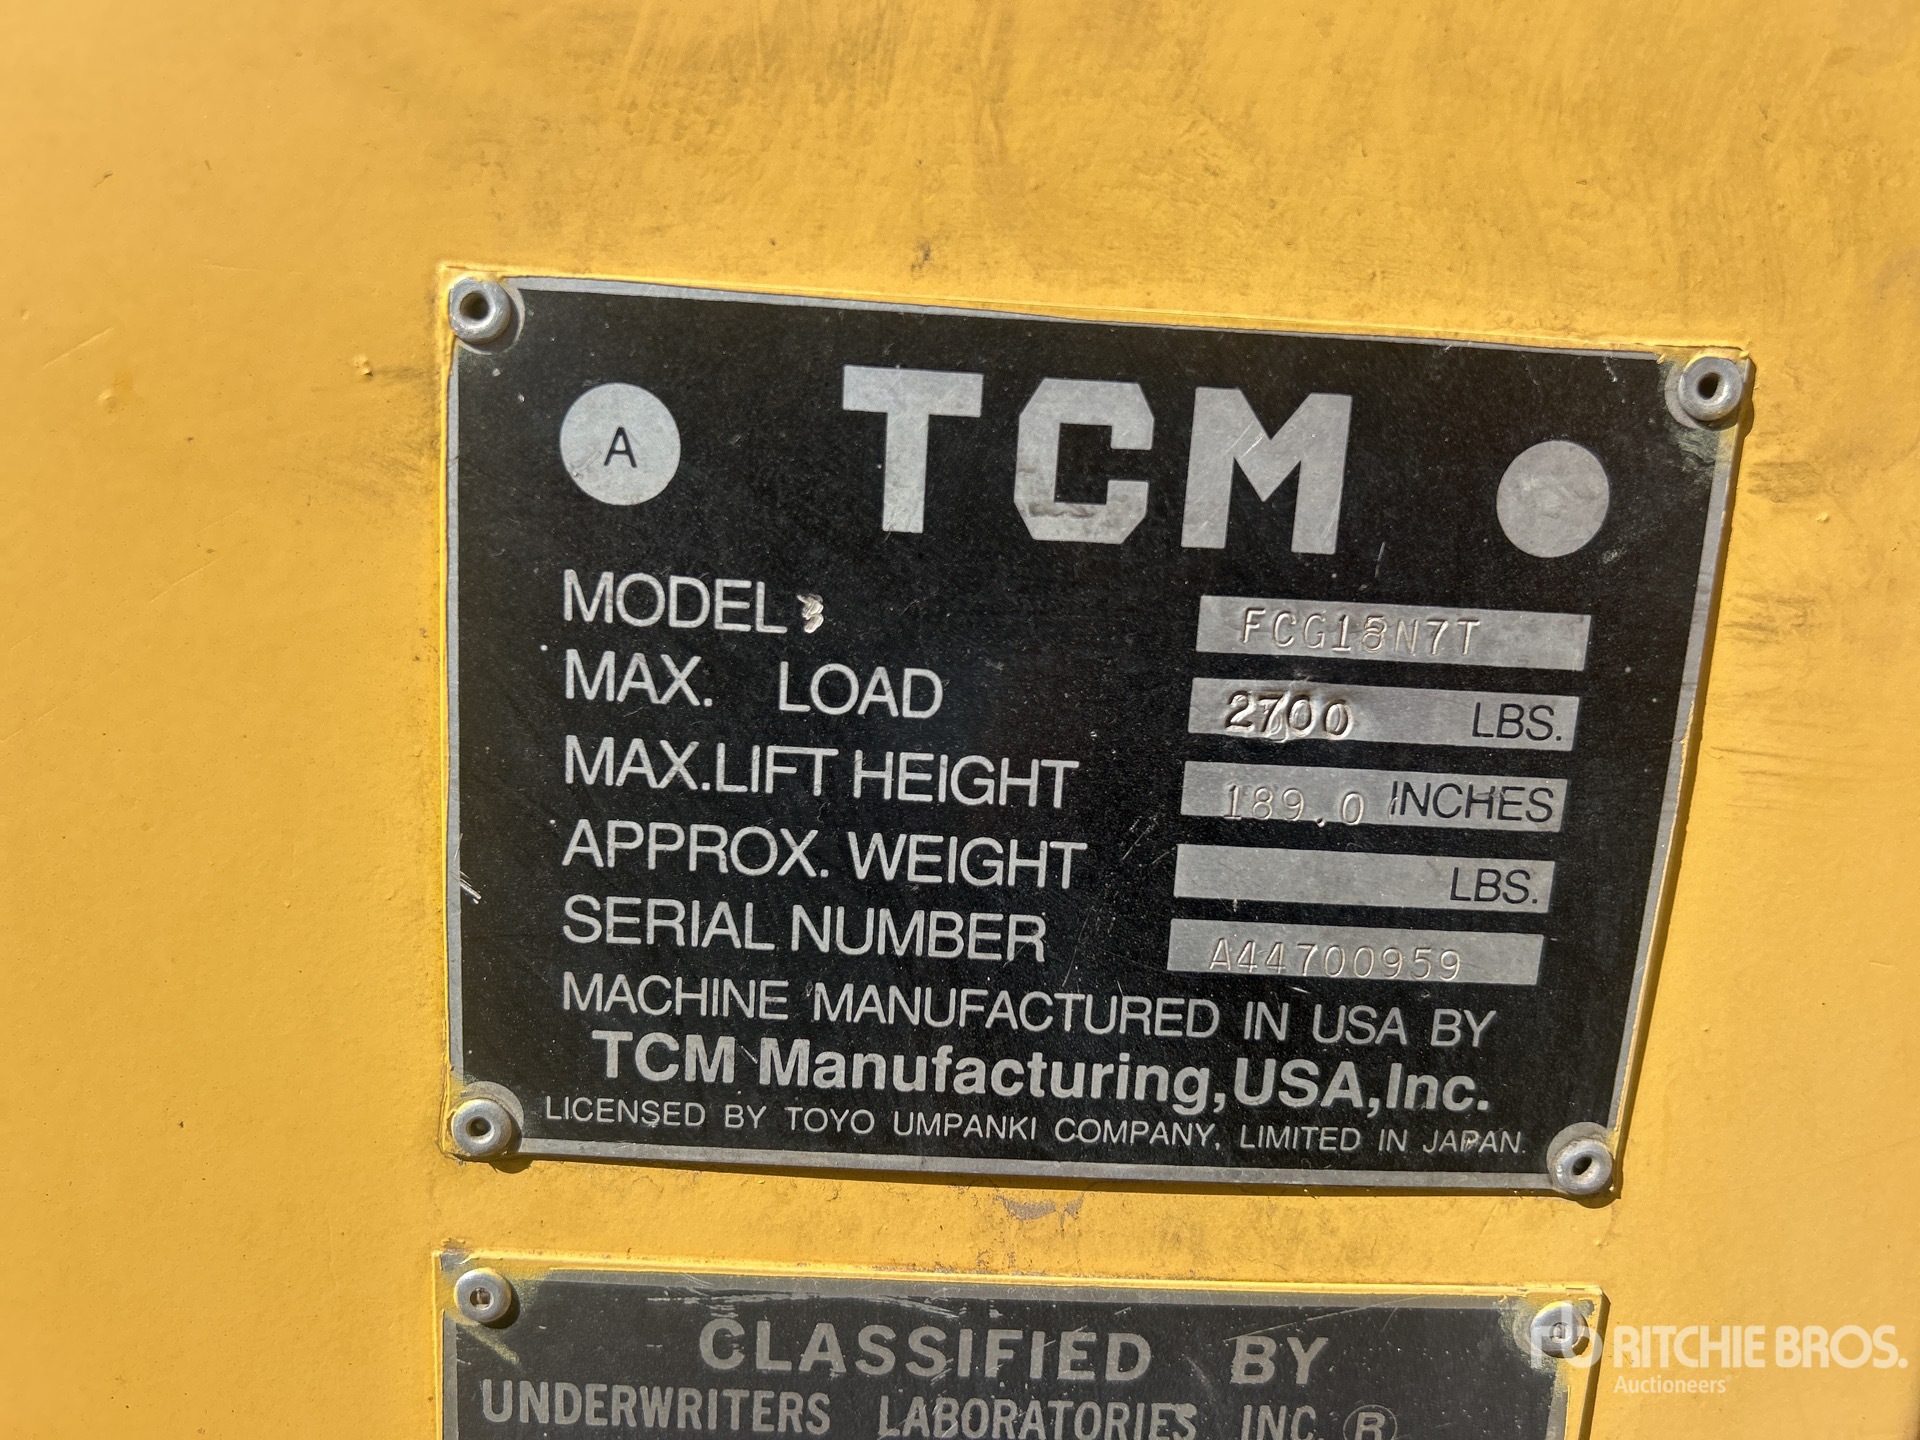 A TCM
MODEL FCG15N7T
MAX. LOAD 2700 LBS.
MAX.LIFT HEIGHT 189.0 INCHES
APPROX. WEIGHT LBS.
SERIAL NUMBER A44700959
MACHINE MANUFACTURED IN USA BY
TCM Manufacturing,USA,Inc.
LICENSED BY TOYO UMPANKI COMPANY, LIMITED IN JAPAN.
CLASSIFIED BY
UNDERWRITERS LABORATORIES INC. ®
RITCHIE BROS.
Auctioneers